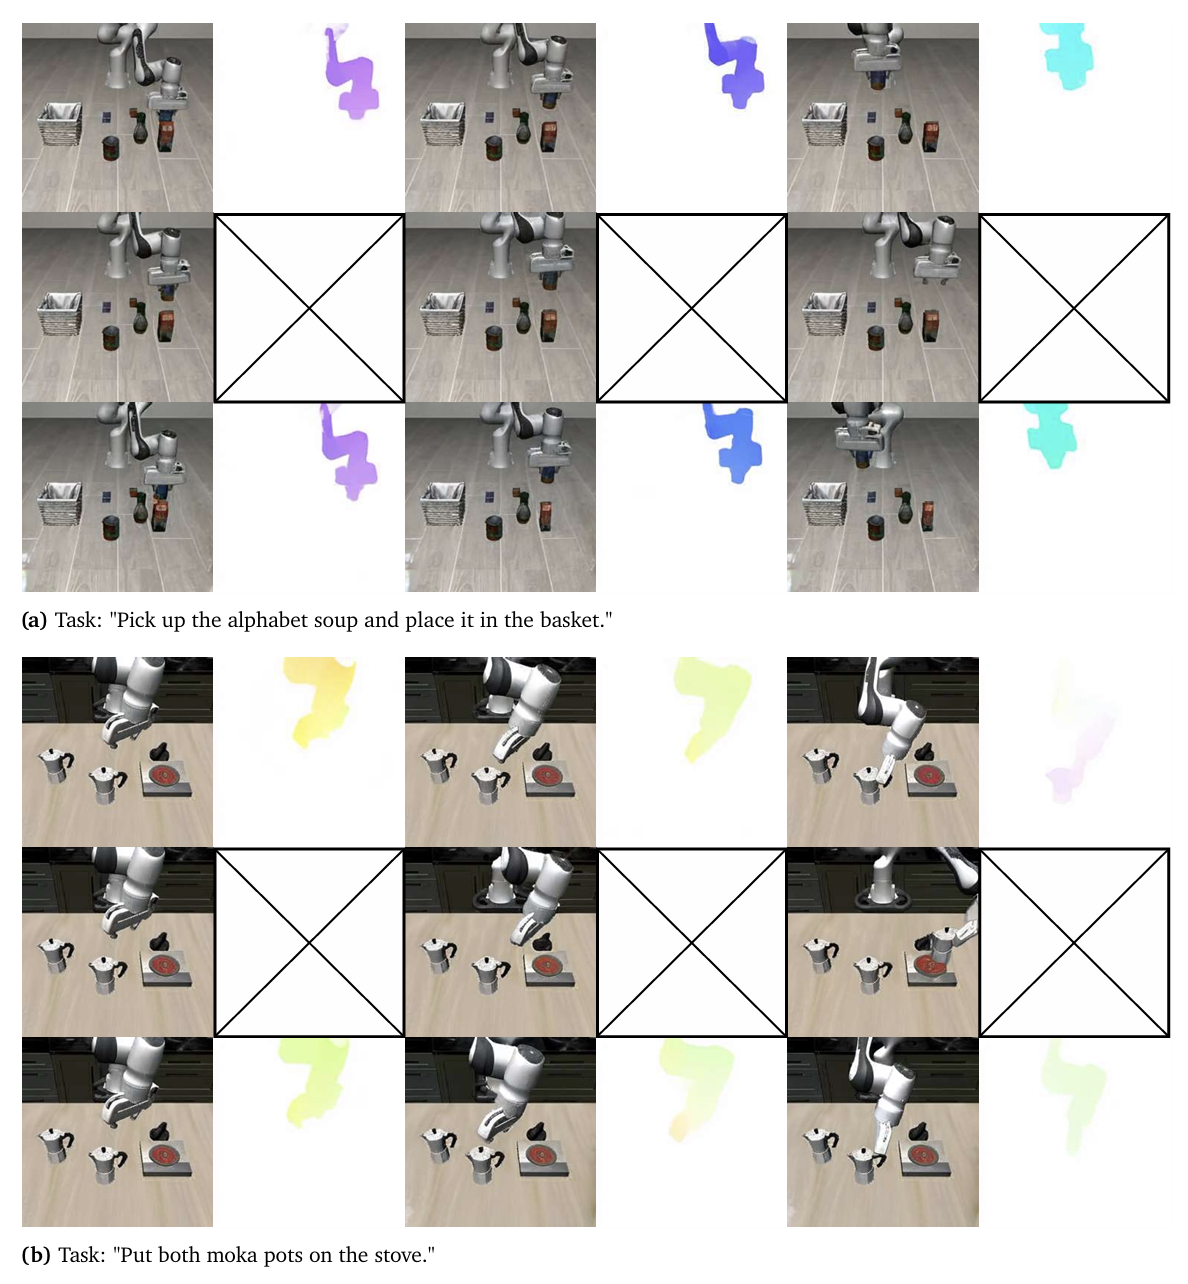 (a) Task: "Pick up the alphabet soup and place it in the basket."
(b) Task: "Put both moka pots on the stove."